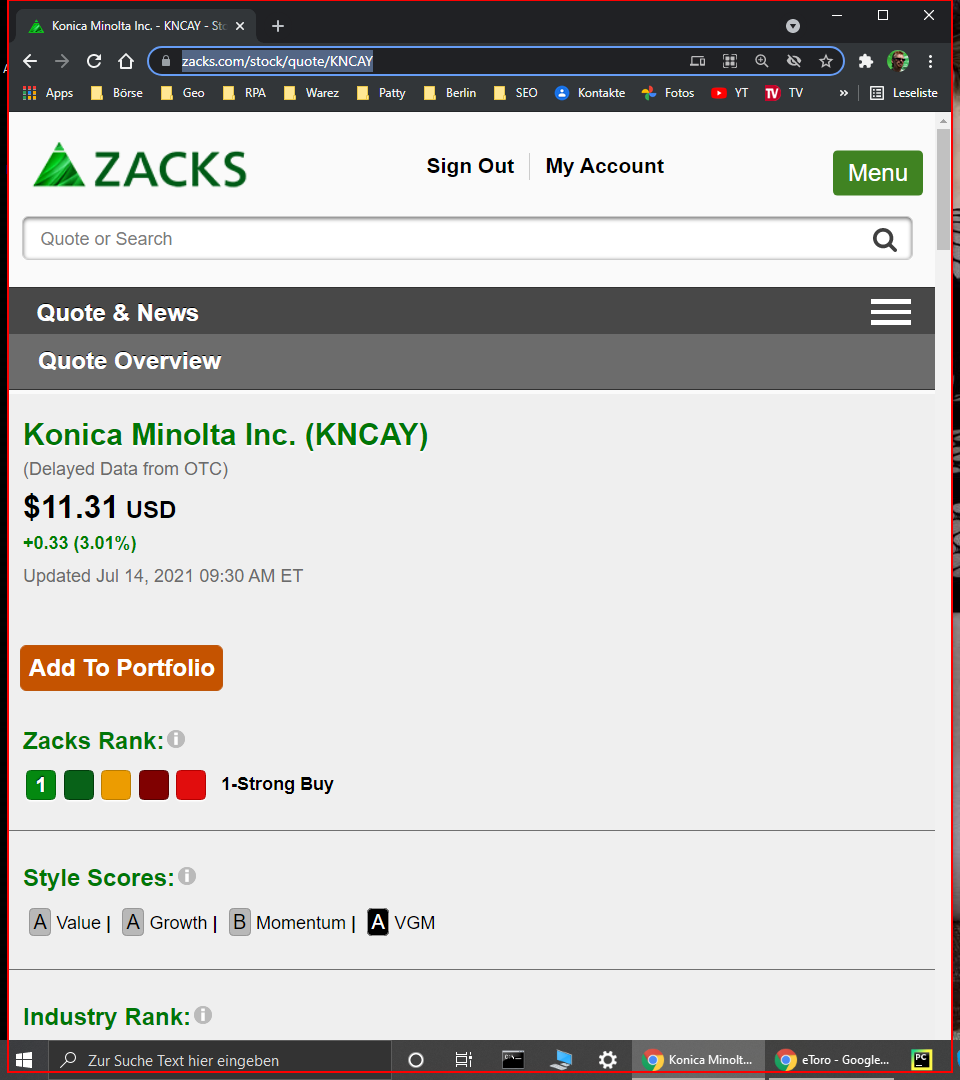 Konica Minolta Inc. - KNCAY - Sto
zacks.com/stock/quote/KNCAY
Apps Börse Geo RPA Warez Patty Berlin SEO Kontakte Fotos YT TV TV » Leseliste
ZACKS Sign Out My Account Menu
Quote or Search
Quote & News
Quote Overview
Konica Minolta Inc. (KNCAY)
(Delayed Data from OTC)
$11.31 USD
+0.33 (3.01%)
Updated Jul 14, 2021 09:30 AM ET
Add To Portfolio
Zacks Rank:
1 1-Strong Buy
Style Scores:
A Value | A Growth | B Momentum | A VGM
Industry Rank:
Zur Suche Text hier eingeben Konica Minolt... eToro - Google... PC